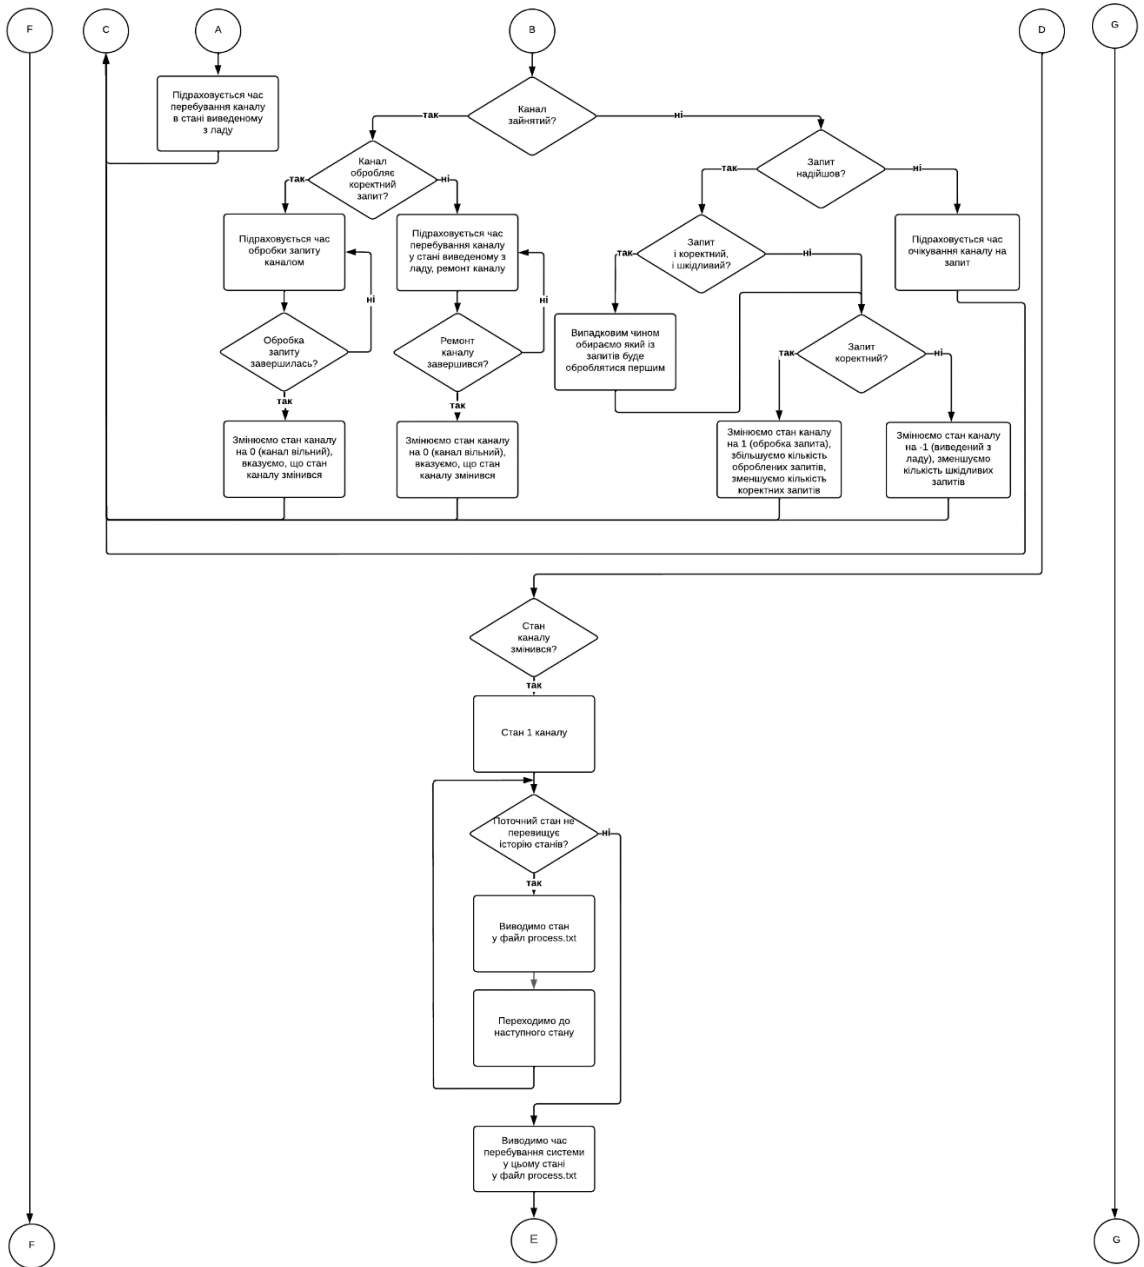 F
C
A
B
D
G
Підраховується час
перебування каналу
в стані виведеному
з ладу
Канал
зайнятий?
так
ні
Канал
обробляє
коректний
запит?
так
ні
Запит
надійшов?
так
ні
Підраховується час
обробки запиту
каналом
Підраховується час
перебування каналу
у стані виведеному з
ладу, ремонт каналу
Запит
і коректний,
і шкідливий?
так
ні
Підраховується час
очікування каналу на
запит
ні
ні
Обробка
запиту
завершилась?
так
Ремонт
каналу
завершився?
так
Випадковим чином
обираємо який із
запитів буде
оброблятися першим
Запит
коректний?
так
ні
Змінюємо стан каналу
на 0 (канал вільний),
вказуємо, що стан
каналу змінився
Змінюємо стан каналу
на 0 (канал вільний),
вказуємо, що стан
каналу змінився
Змінюємо стан каналу
на 1 (обробка запита),
збільшуємо кількість
оброблених запитів,
зменшуємо кількість
коректних запитів
Змінюємо стан каналу
на -1 (виведений з
ладу), зменшуємо
кількість шкідливих
запитів
Стан
каналу
змінився?
так
Стан 1 каналу
Поточний стан не
перевищує
історію станів?
ні
так
Виводимо стан
у файл process.txt
Переходимо до
наступного стану
Виводимо час
перебування системи
у цьому стані
у файл process.txt
F
E
G